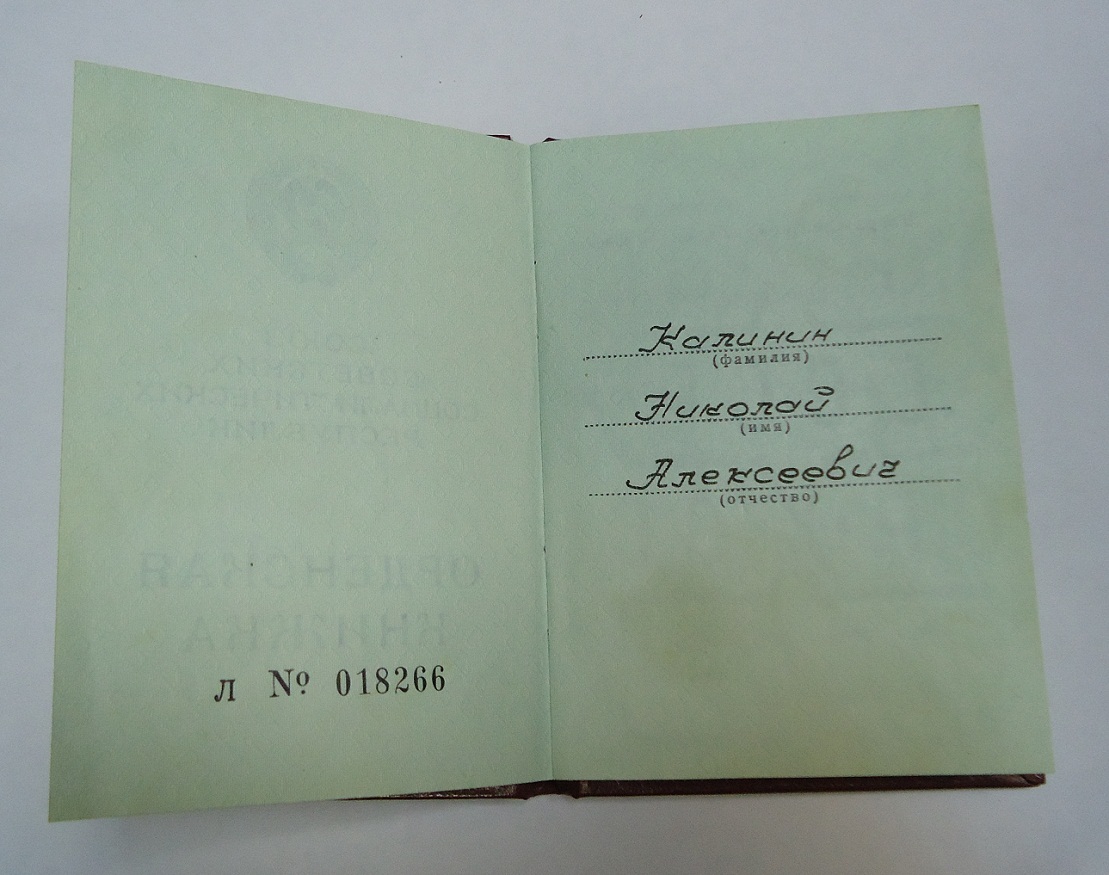 Л № 018266
Калинин
(фамилия)
Николай
(имя)
Алексеевич
(отчество)